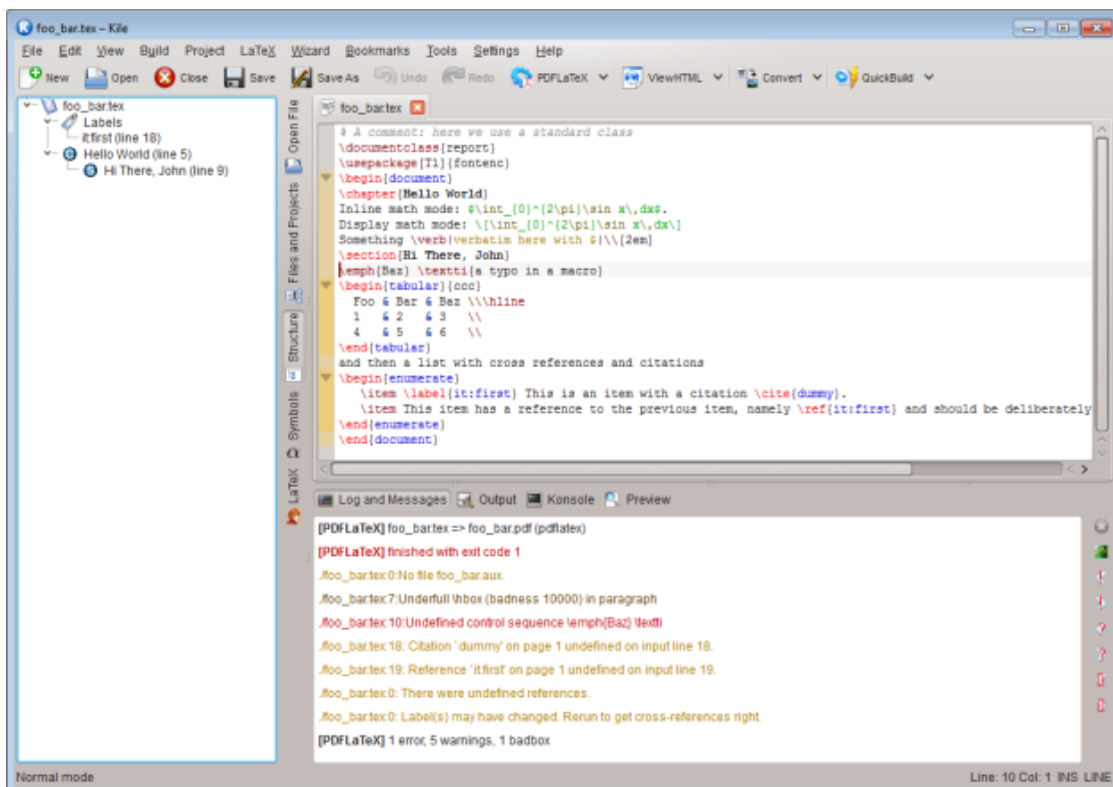 foo_bar.tex – Kile
File Edit View Build Project LaTeX Wizard Bookmarks Tools Settings Help
New Open Close Save Save As Undo Redo PDFLaTeX ViewHTML Convert QuickBuild
foo_bar.tex
Labels
it:first (line 18)
Hello World (line 5)
Hi There, John (line 9)
Open File
Files and Projects
Structure
Symbols
LaTeX
foo_bar.tex
% A comment: here we use a standard class
\documentclass{report}
\usepackage[T1]{fontenc}
\begin{document}
\chapter{Hello World}
Inline math mode: $\int_{0}^{2\pi}\sin x\,dx$.
Display math mode: \[\int_{0}^{2\pi}\sin x\,dx\]
Something \verb|verbatim here with $|\\[2em]
\section{Hi There, John}
\emph{Baz} \textti{a typo in a macro}
\begin{tabular}{ccc}
Foo & Bar & Baz \\\hline
1 & 2 & 3 \\
4 & 5 & 6 \\
\end{tabular}
and then a list with cross references and citations
\begin{enumerate}
\item \label{it:first} This is an item with a citation \cite{dummy}.
\item This item has a reference to the previous item, namely \ref{it:first} and should be deliberately
\end{enumerate}
\end{document}
Log and Messages Output Konsole Preview
[PDFLaTeX] foo_bar.tex => foo_bar.pdf (pdflatex)
[PDFLaTeX] finished with exit code 1
./foo_bar.tex:0:No file foo_bar.aux.
./foo_bar.tex:7:Underfull \hbox (badness 10000) in paragraph
./foo_bar.tex:10:Undefined control sequence \emph{Baz} \textti
./foo_bar.tex:18: Citation `dummy' on page 1 undefined on input line 18.
./foo_bar.tex:19: Reference `it:first' on page 1 undefined on input line 19.
./foo_bar.tex:0: There were undefined references.
./foo_bar.tex:0: Label(s) may have changed. Rerun to get cross-references right.
[PDFLaTeX] 1 error, 5 warnings, 1 badbox
Normal mode
Line: 10 Col: 1 INS LINE